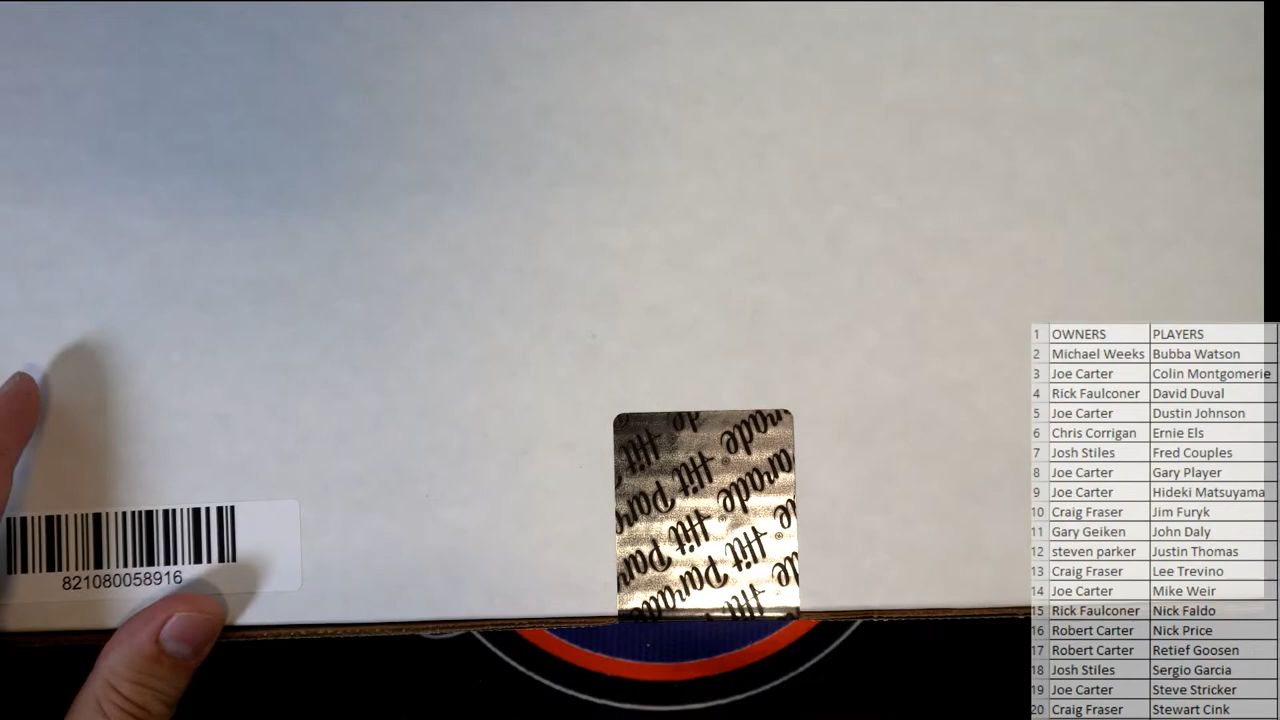 821080058916
Hit Parade
1 OWNERS PLAYERS
2 Michael Weeks Bubba Watson
3 Joe Carter Colin Montgomerie
4 Rick Faulconer David Duval
5 Joe Carter Dustin Johnson
6 Chris Corrigan Ernie Els
7 Josh Stiles Fred Couples
8 Joe Carter Gary Player
9 Joe Carter Hideki Matsuyama
10 Craig Fraser Jim Furyk
11 Gary Geiken John Daly
12 steven parker Justin Thomas
13 Craig Fraser Lee Trevino
14 Joe Carter Mike Weir
15 Rick Faulconer Nick Faldo
16 Robert Carter Nick Price
17 Robert Carter Retief Goosen
18 Josh Stiles Sergio Garcia
19 Joe Carter Steve Stricker
20 Craig Fraser Stewart Cink